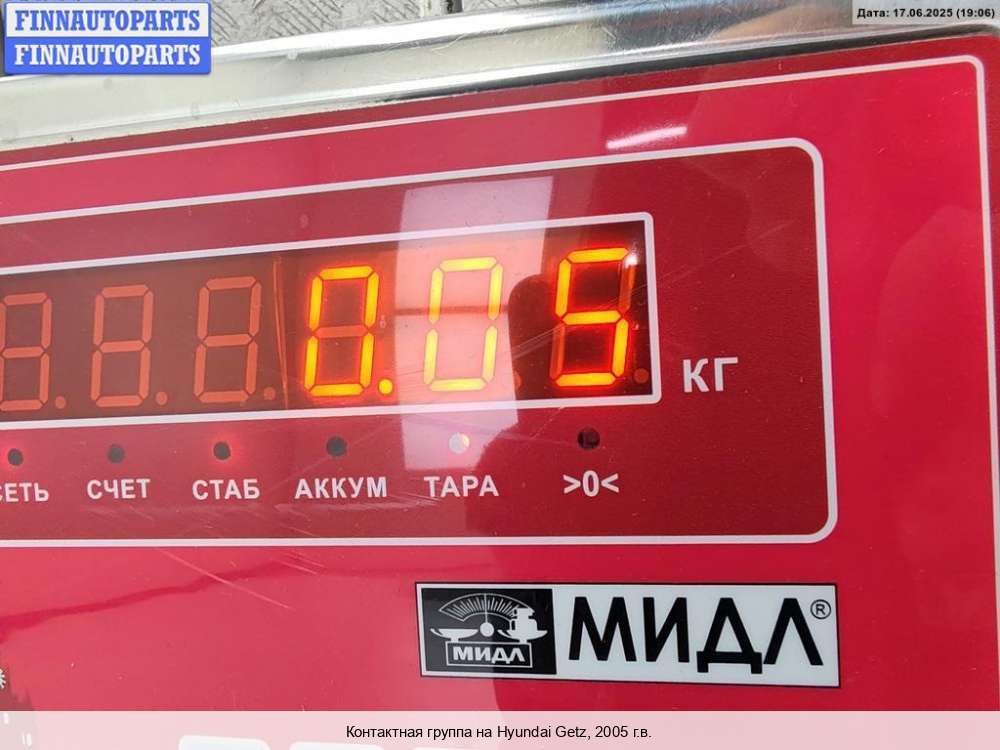 FINNAUTOPARTS
FINNAUTOPARTS
Дата: 17.06.2025 (19:06)
0.05
КГ
СЕТЬ СЧЕТ СТАБ АККУМ ТАРА >0<
МИДЛ
МИДЛ®
Контактная группа на Hyundai Getz, 2005 г.в.